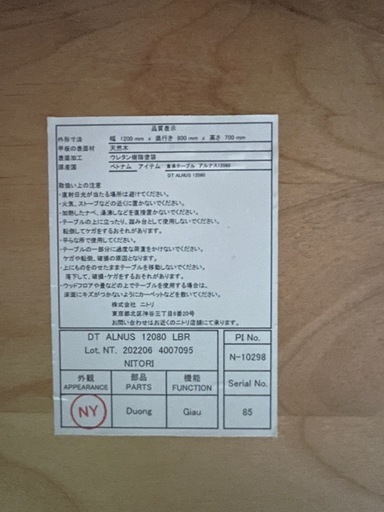 品質表示
外形寸法 幅 1200 mm x 奥行き 800 mm x 高さ 700 mm
甲板の表面材 天然木
表面加工 ウレタン樹脂塗装
原産国 ベトナム アイテム 食卓テーブル アルナス12080
DT ALNUS 12080
取扱い上の注意
・直射日光が当たる場所は避けてください。
・火気、ストーブなどの近くに置かないでください。
・加熱したナベ、湯沸しなどを直接置かないでください。
・テーブルの上に立ったり、踏み台として使用しないでください。
転倒してケガをするおそれがあります。
・平らな所で使用してください。
・テーブルの一部分に過度な荷重をかけないでください。
ケガや転倒、破損の原因となります。
・上にものをのせたままテーブルを移動しないでください。
落下して、破損・ケガをするおそれがあります。
・ウッドフロアや畳などの上でテーブルを使用する場合は、
床面にキズがつかないようにカーペットなどを敷いてください。
株式会社 ニトリ
東京都北区神谷三丁目6番20号
お問い合わせはお近くのニトリ店舗にて承ります。
DT ALNUS 12080 LBR
Lot. NT. 202206 4007095
NITORI
PI No.
N-10298
外観 部品 機能
APPEARANCE PARTS FUNCTION
Serial No.
NY Duong Giau 85